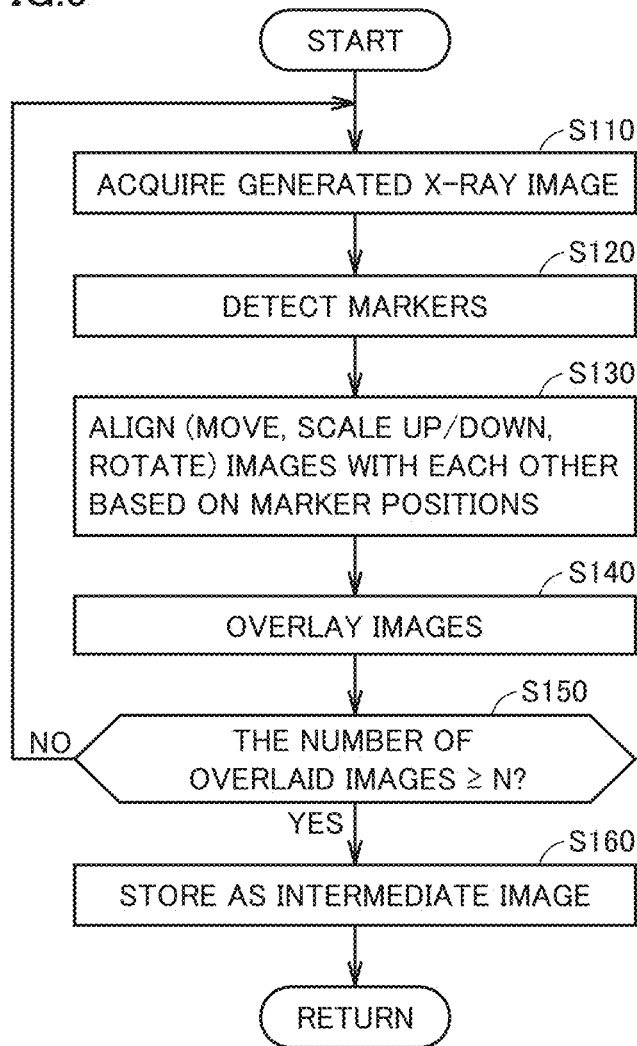 START
S110
ACQUIRE GENERATED X-RAY IMAGE
S120
DETECT MARKERS
S130
ALIGN (MOVE, SCALE UP/DOWN,
ROTATE) IMAGES WITH EACH OTHER
BASED ON MARKER POSITIONS
S140
OVERLAY IMAGES
S150
NO
THE NUMBER OF
OVERLAID IMAGES ≧ N?
YES
S160
STORE AS INTERMEDIATE IMAGE
RETURN